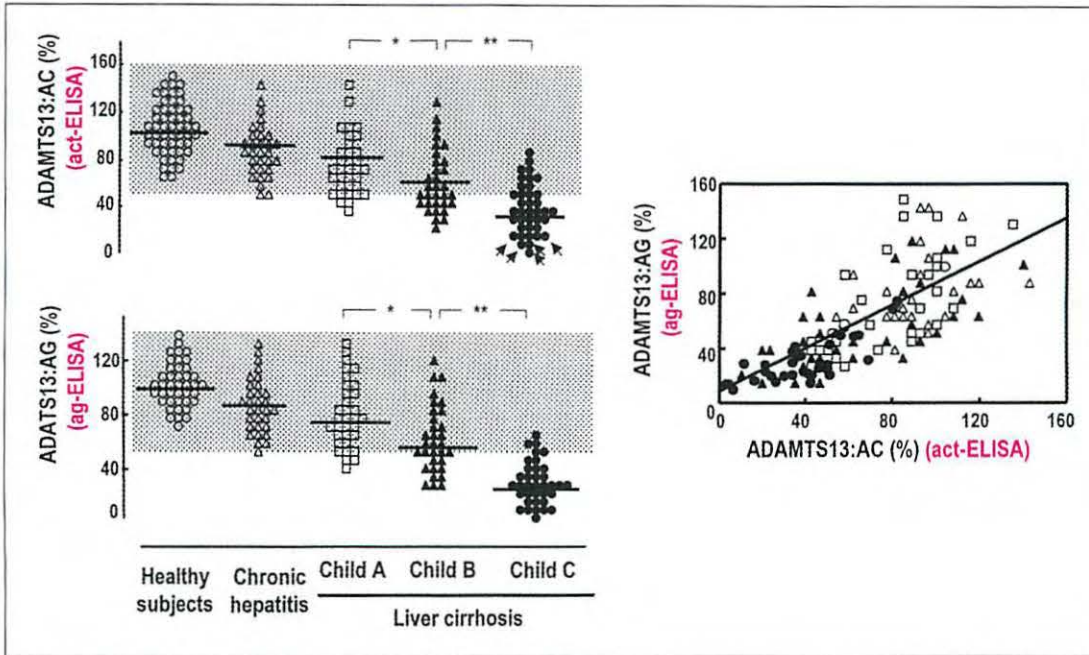 ADAMTS13:AC (%)
(act-ELISA)
160
120
80
40
0
* **
ADATS13:AG (%)
(ag-ELISA)
120
80
40
0
* **
Healthy subjects
Chronic hepatitis
Child A Child B Child C
Liver cirrhosis
ADAMTS13:AG (%)
(ag-ELISA)
160
120
80
40
0
0 40 80 120 160
ADAMTS13:AC (%) (act-ELISA)